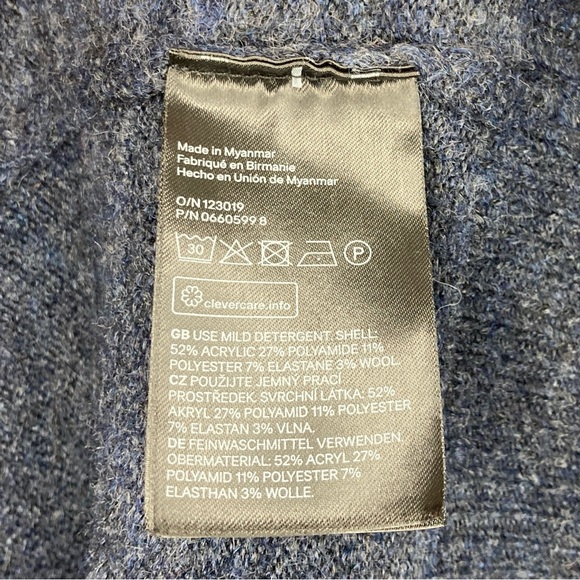 Made in Myanmar
Fabriqué en Birmanie
Hecho en Unión de Myanmar
O/N 123019
P/N 0660599 8
30
P
clevercare.info
GB USE MILD DETERGENT. SHELL:
52% ACRYLIC 27% POLYAMIDE 11%
POLYESTER 7% ELASTANE 3% WOOL.
CZ POUŽIJTE JEMNÝ PRACÍ
PROSTŘEDEK. SVRCHNÍ LÁTKA: 52%
AKRYL 27% POLYAMID 11% POLYESTER
7% ELASTAN 3% VLNA.
DE FEINWASCHMITTEL VERWENDEN.
OBERMATERIAL: 52% ACRYL 27%
POLYAMID 11% POLYESTER 7%
ELASTHAN 3% WOLLE.